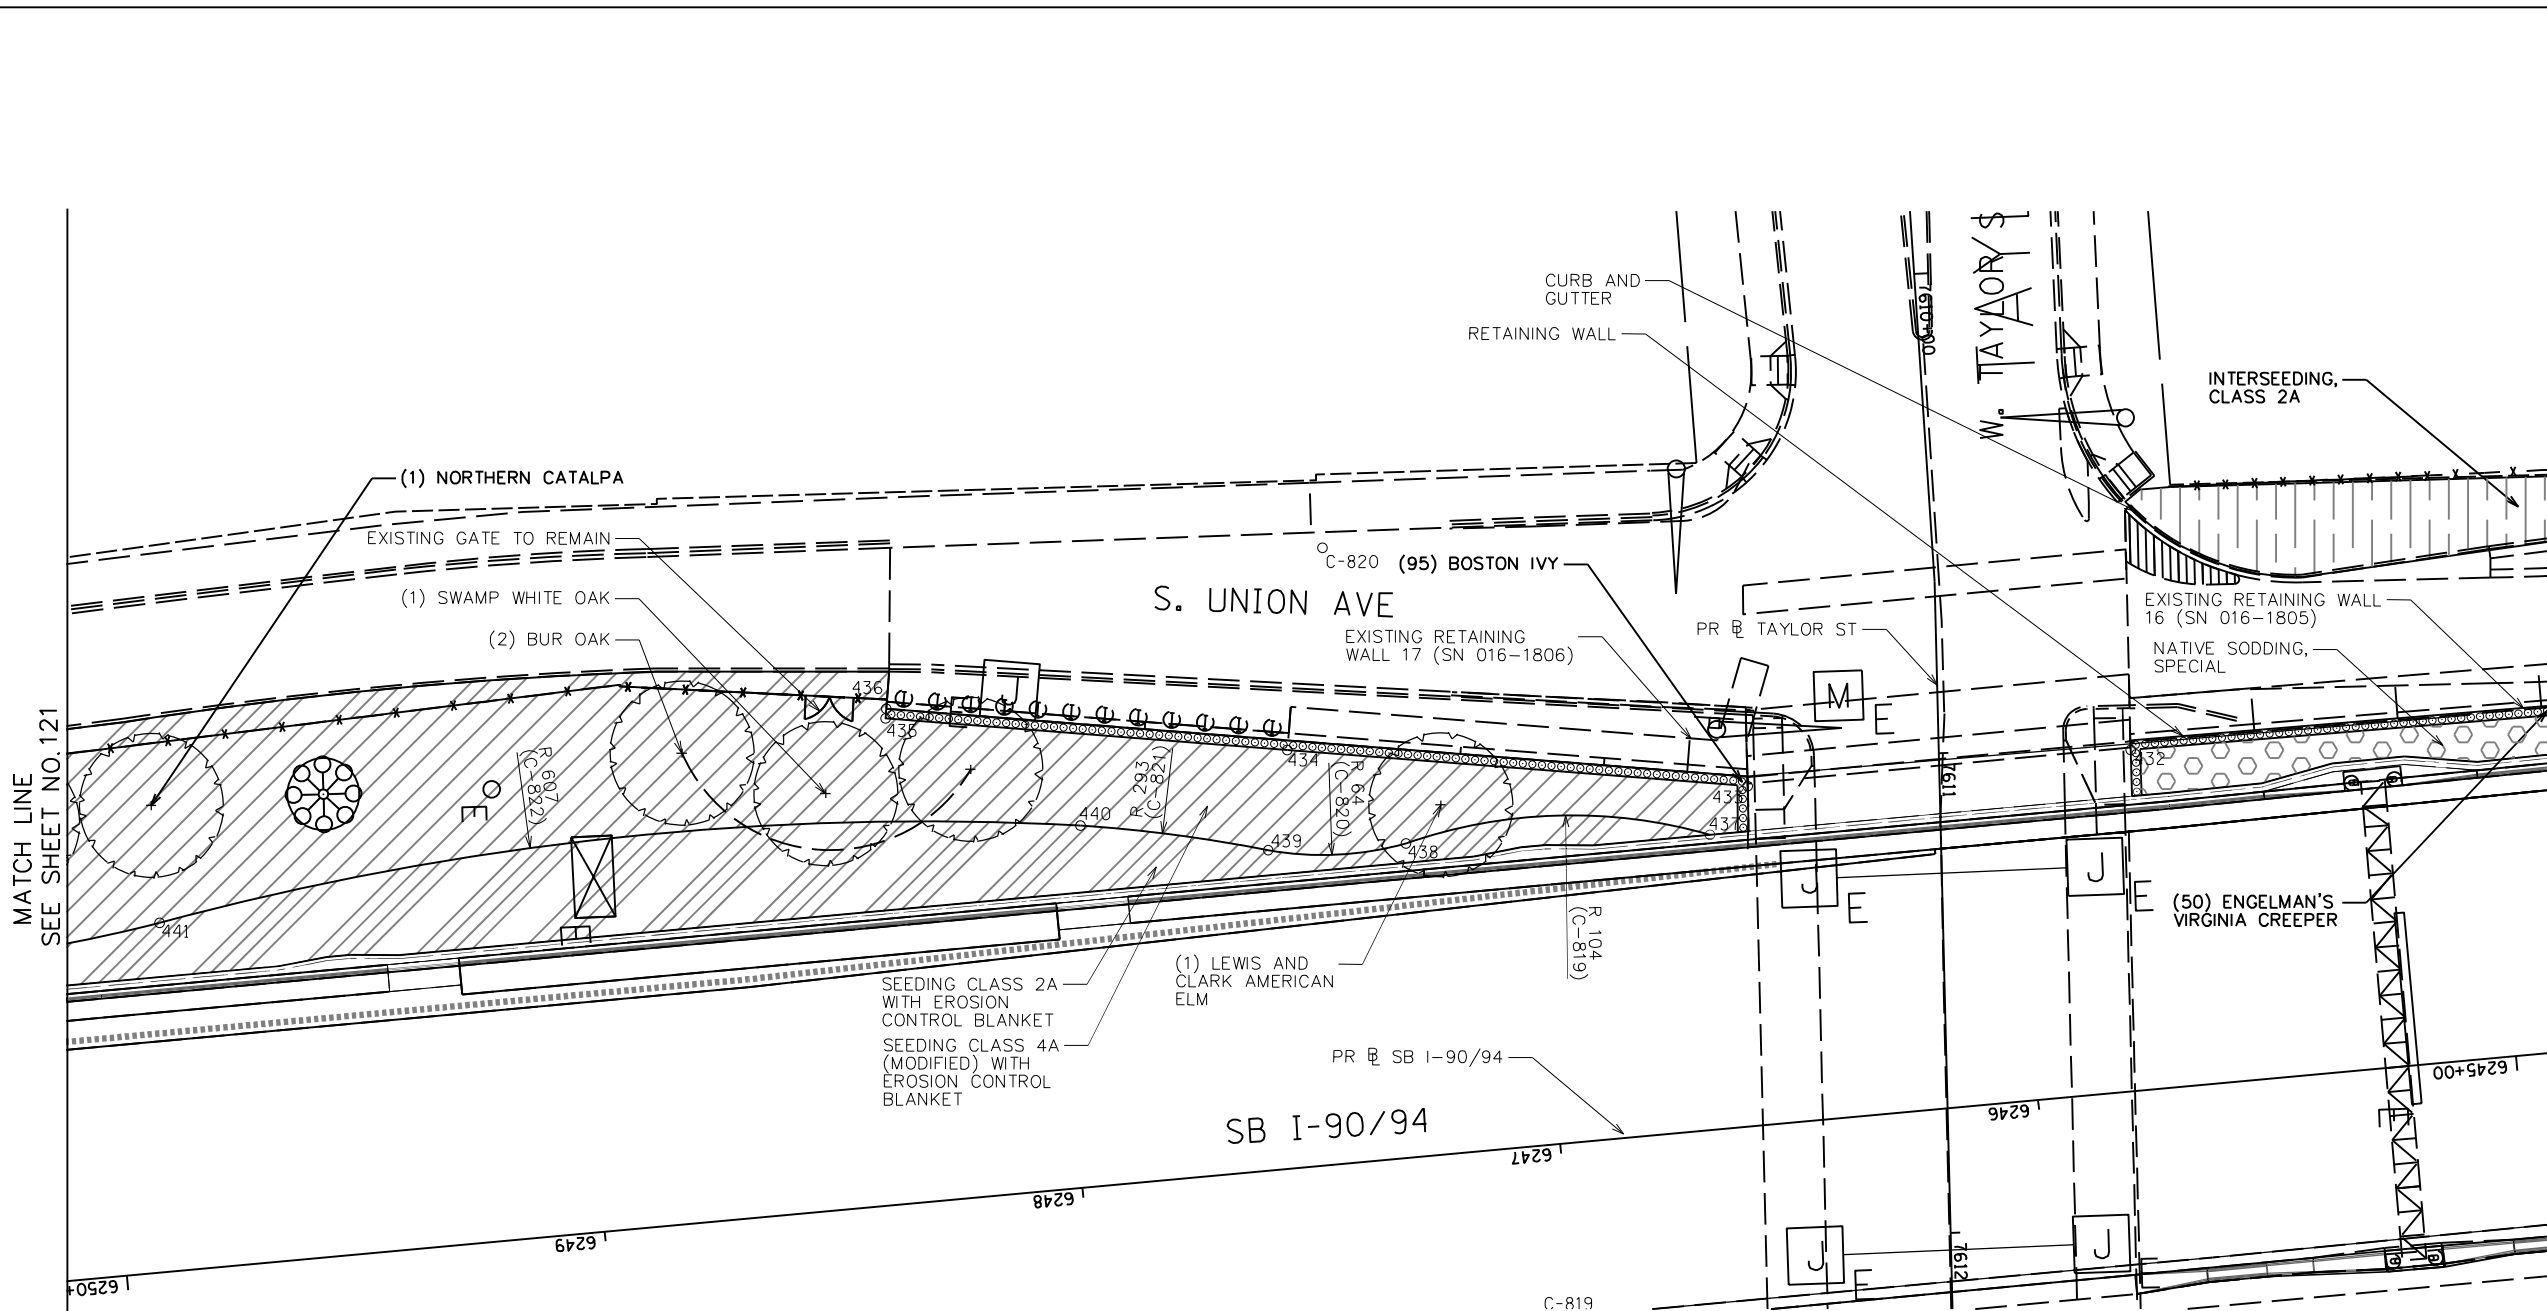 MATCH LINE
SEE SHEET NO. 121
(1) NORTHERN CATALPA
EXISTING GATE TO REMAIN
(1) SWAMP WHITE OAK
(2) BUR OAK
CURB AND
GUTTER
RETAINING WALL
W. TAYLOR S
7610+00
INTERSEEDING,
CLASS 2A
C-820
(95) BOSTON IVY
S. UNION AVE
EXISTING RETAINING
WALL 17 (SN 016-1806)
PR BL TAYLOR ST
EXISTING RETAINING WALL
16 (SN 016-1805)
NATIVE SODDING,
SPECIAL
J
M
E
436
435
434
432
R 607
(C-822)
R 293
(C-821)
R 64
(C-820)
7611
440
439
438
437
441
E
E
J
E
J
E
(50) ENGELMAN'S
VIRGINIA CREEPER
R 104
(C-819)
(1) LEWIS AND
CLARK AMERICAN
ELM
SEEDING CLASS 2A
WITH EROSION
CONTROL BLANKET
SEEDING CLASS 4A
(MODIFIED) WITH
EROSION CONTROL
BLANKET
PR BL SB I-90/94
SB I-90/94
6245+00
6246
6247
6248
6249
6250+
E
J
E
J
E
7612
C-819